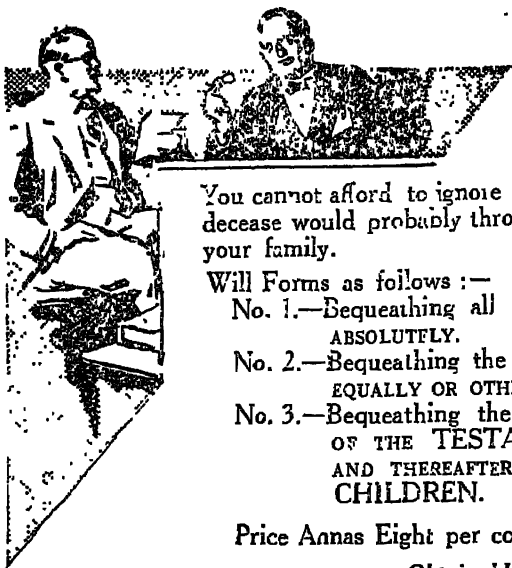 You cannot afford to ignore
decease would probably thro
your family.
Will Forms as follows :—
No. 1.—Bequeathing all
ABSOLUTELY.
No. 2.—Bequeathing the
EQUALLY OR OTH
No. 3.—Bequeathing the
OF THE TESTA
AND THEREAFTER
CHILDREN.
Price Annas Eight per co